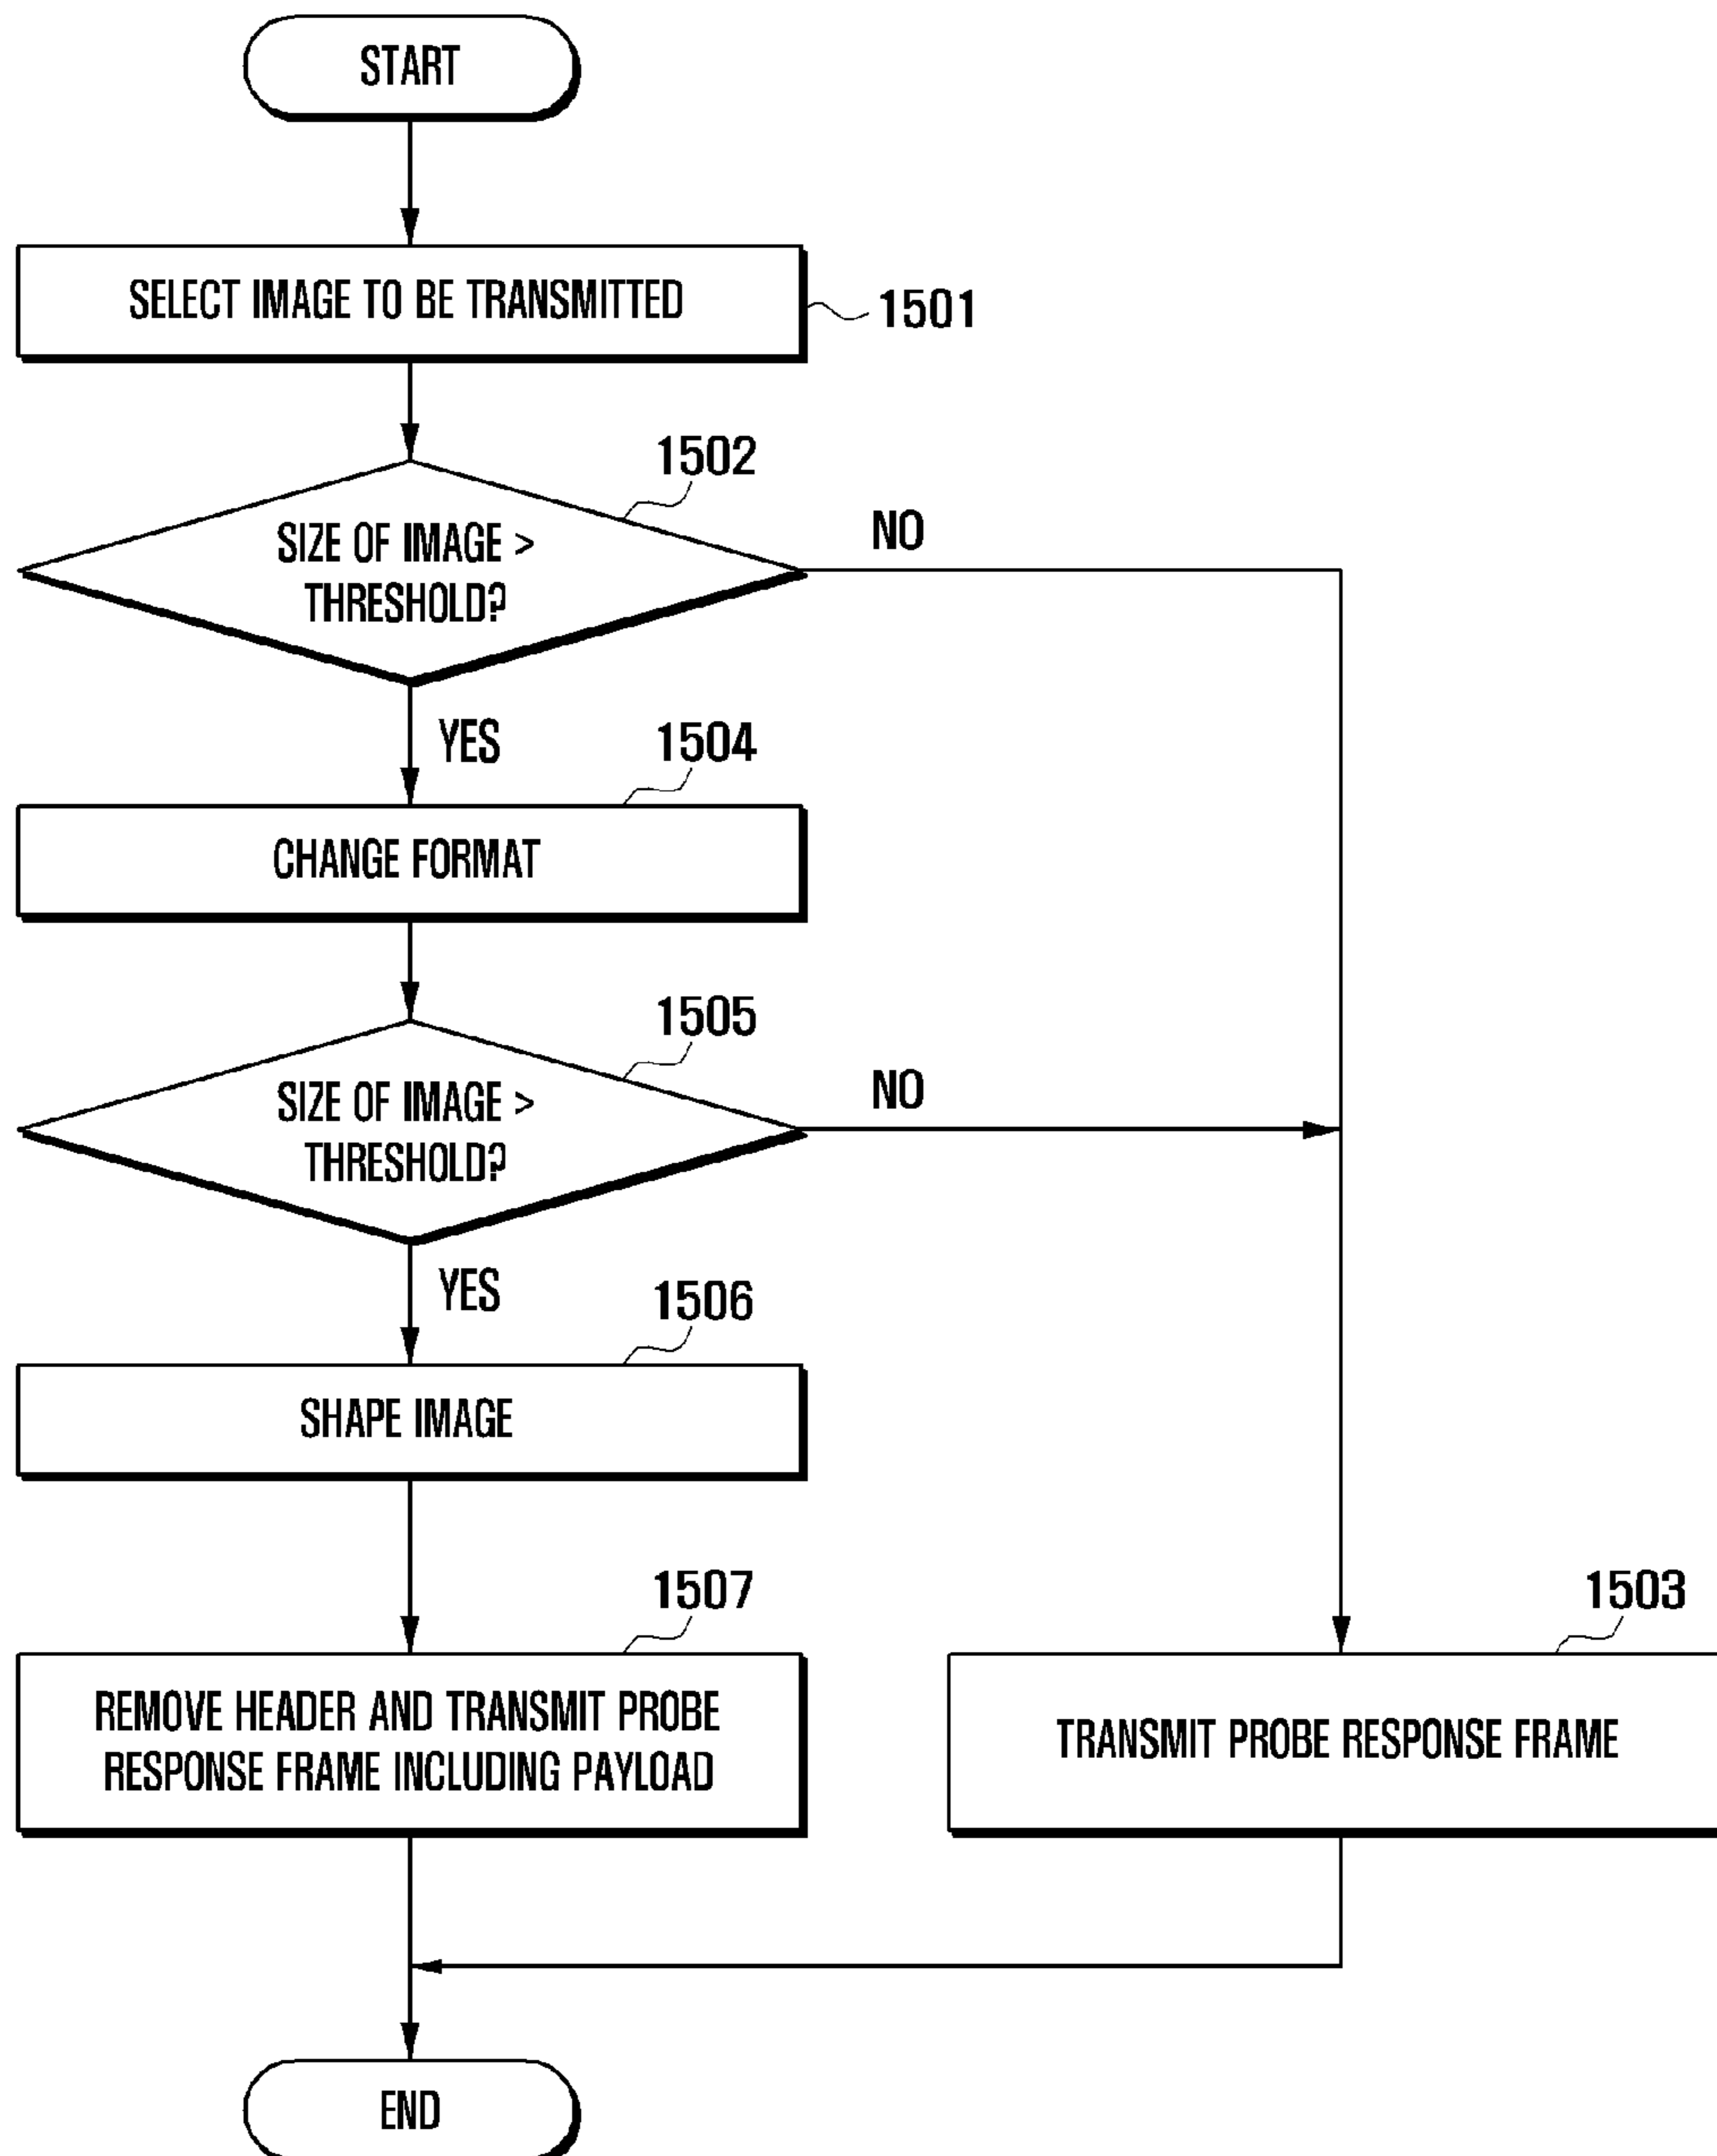 START
SELECT IMAGE TO BE TRANSMITTED
1501
1502
SIZE OF IMAGE >
THRESHOLD?
NO
YES
1504
CHANGE FORMAT
1505
SIZE OF IMAGE >
THRESHOLD?
NO
YES
1506
SHAPE IMAGE
1507
REMOVE HEADER AND TRANSMIT PROBE
RESPONSE FRAME INCLUDING PAYLOAD
1503
TRANSMIT PROBE RESPONSE FRAME
END